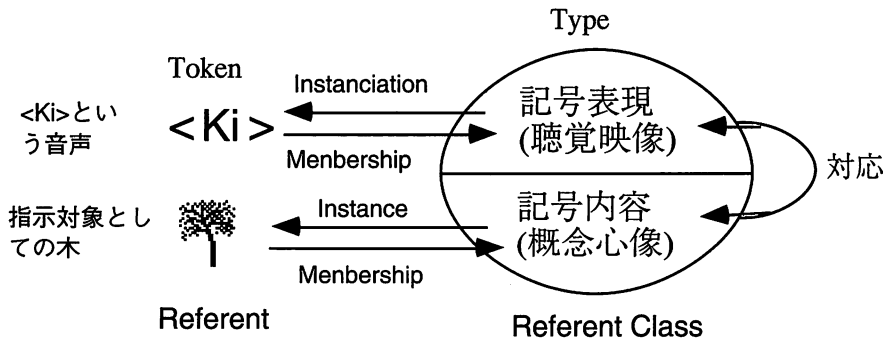 Type
Token
Instanciation
記号表現
(聴覚映像)
<Ki>とい
う音声
<Ki>
Menbership
対応
指示対象とし
ての木
Instance
記号内容
(概念心像)
Menbership
Referent
Referent Class